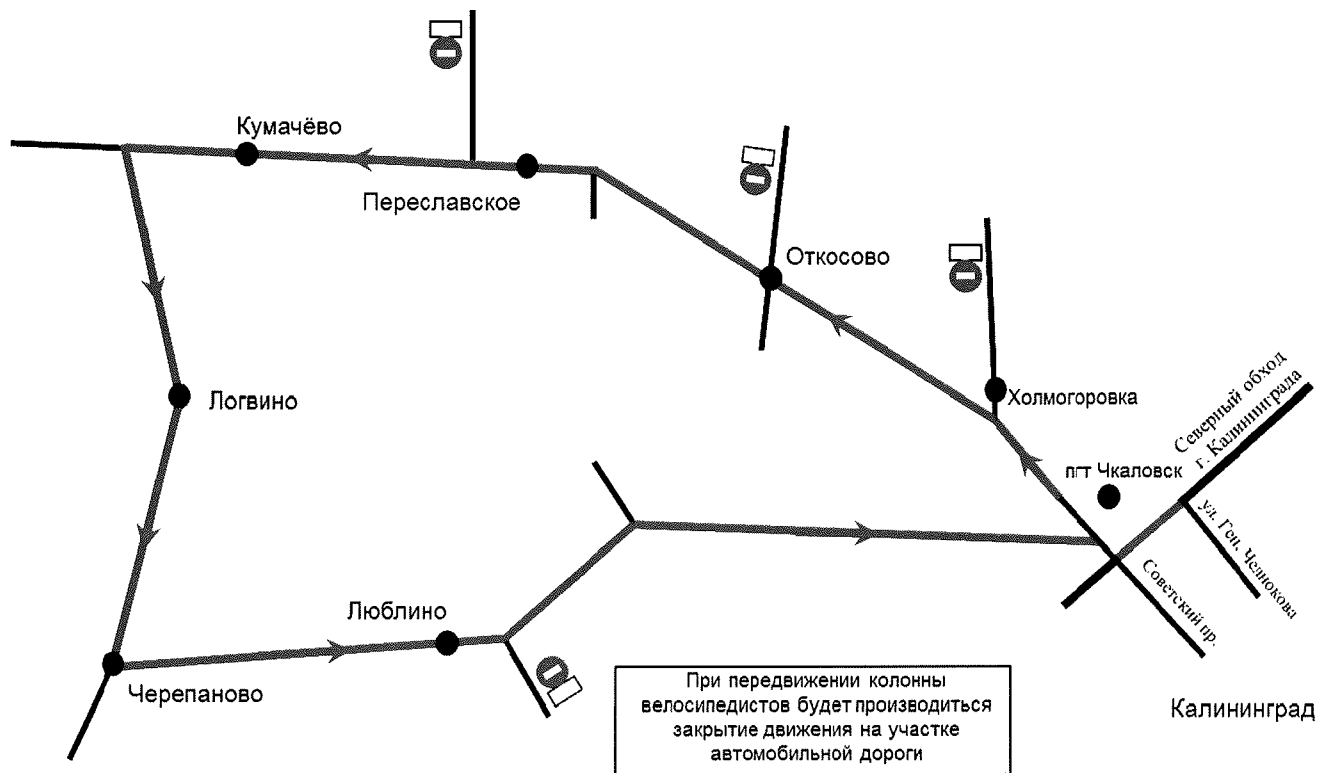 Кумачёво
Переславское
Откосово
Холмогоровка
Логвино
Северный обход
г. Калининграда
пгт Чкаловск
ул. Ген. Челнокова
Советский пр.
Люблино
Черепаново
Калининград
При передвижении колонны
велосипедистов будет производиться
закрытие движения на участке
автомобильной дороги